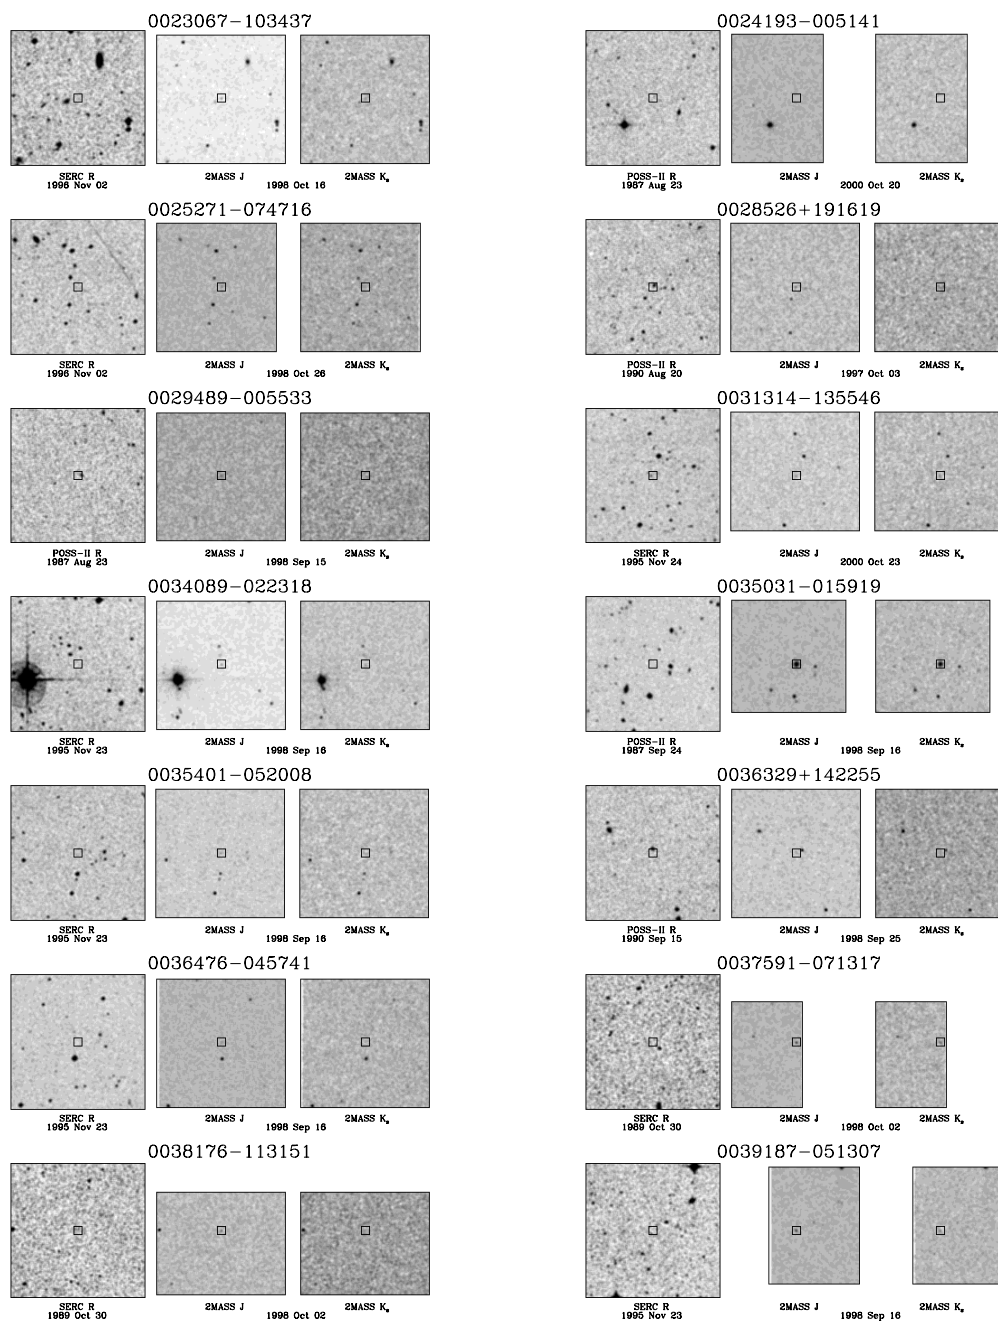 0023067-103437
SERC R
1996 Nov 02
2MASS J
1998 Oct 16
2MASS Ks
0024193-005141
POSS-II R
1987 Aug 23
2MASS J
2000 Oct 20
2MASS Ks
0025271-074716
SERC R
1996 Nov 02
2MASS J
1998 Oct 26
2MASS Ks
0028526+191619
POSS-II R
1990 Aug 20
2MASS J
1997 Oct 03
2MASS Ks
0029489-005533
POSS-II R
1987 Aug 23
2MASS J
1998 Sep 15
2MASS Ks
0031314-135546
SERC R
1995 Nov 24
2MASS J
2000 Oct 23
2MASS Ks
0034089-022318
SERC R
1995 Nov 23
2MASS J
1998 Sep 16
2MASS Ks
0035031-015919
POSS-II R
1987 Sep 24
2MASS J
1998 Sep 16
2MASS Ks
0035401-052008
SERC R
1995 Nov 23
2MASS J
1998 Sep 16
2MASS Ks
0036329+142255
POSS-II R
1990 Sep 15
2MASS J
1998 Sep 25
2MASS Ks
0036476-045741
SERC R
1995 Nov 23
2MASS J
1998 Sep 16
2MASS Ks
0037591-071317
SERC R
1989 Oct 30
2MASS J
1998 Oct 02
2MASS Ks
0038176-113151
SERC R
1989 Oct 30
2MASS J
1998 Oct 02
2MASS Ks
0039187-051307
SERC R
1995 Nov 23
2MASS J
1998 Sep 16
2MASS Ks